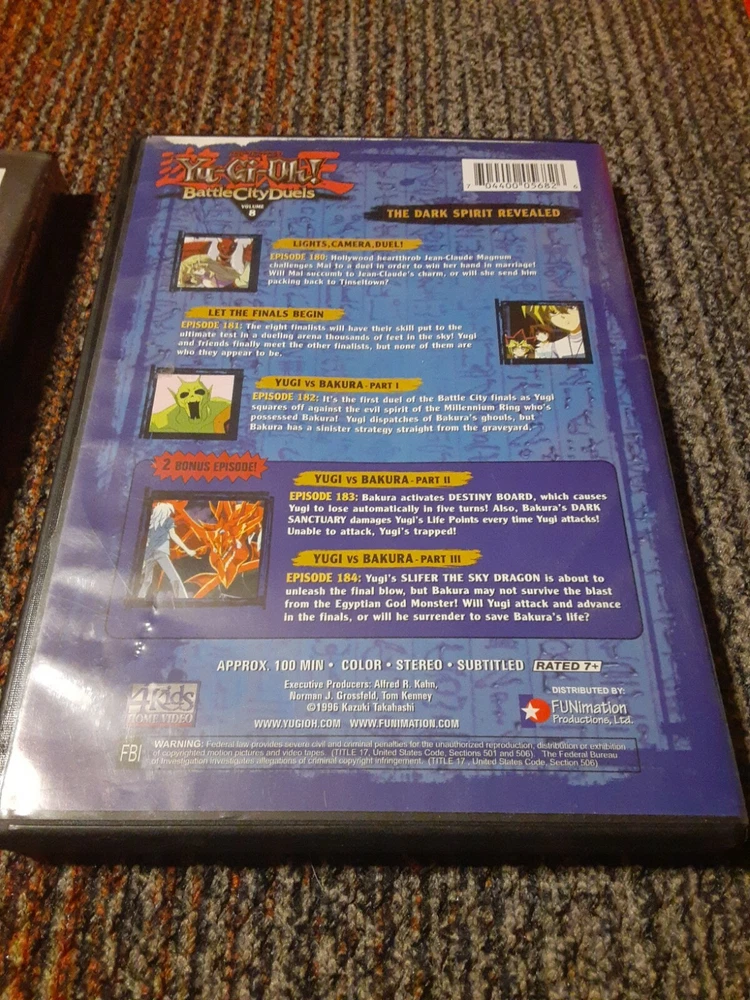 Yu-Gi-Oh!
Battle City Duels
VOLUME
8
7 04400 05682 6
THE DARK SPIRIT REVEALED
LIGHTS, CAMERA, DUEL!
EPISODE 180: Hollywood heartthrob Jean-Claude Magnum
challenges Mai to a duel in order to win her hand in marriage!
Will Mai succumb to Jean-Claude's charm, or will she send him
packing back to Tinseltown?
LET THE FINALS BEGIN
EPISODE 181: The eight finalists will have their skill put to the
ultimate test in a dueling arena thousands of feet in the sky! Yugi
and friends finally meet the other finalists, but none of them are
who they appear to be.
YUGI VS BAKURA - PART I
EPISODE 182: It's the first duel of the Battle City finals as Yugi
squares off against the evil spirit of the Millennium Ring who's
possessed Bakura! Yugi dispatches of Bakura's ghouls, but
Bakura has a sinister strategy straight from the graveyard.
2 BONUS EPISODE!
YUGI VS BAKURA - PART II
EPISODE 183: Bakura activates DESTINY BOARD, which causes
Yugi to lose automatically in five turns! Also, Bakura's DARK
SANCTUARY damages Yugi's Life Points every time Yugi attacks!
Unable to attack, Yugi's trapped!
YUGI VS BAKURA - PART III
EPISODE 184: Yugi's SLIFER THE SKY DRAGON is about to
unleash the final blow, but Bakura may not survive the blast
from the Egyptian God Monster! Will Yugi attack and advance
in the finals, or will he surrender to save Bakura's life?
APPROX. 100 MIN • COLOR • STEREO • SUBTITLED RATED 7+
Executive Producers: Alfred R. Kahn,
Norman J. Grossfeld, Tom Kenney
©1996 Kazuki Takahashi
WWW.YUGIOH.COM WWW.FUNIMATION.COM
4Kids
HOME VIDEO
DISTRIBUTED BY:
FUNimation
Productions, Ltd.
FBI
WARNING: Federal law provides severe civil and criminal penalties for the unauthorized reproduction, distribution or exhibition
of copyrighted motion pictures and video tapes. (TITLE 17, United States Code, Sections 501 and 506). The Federal Bureau
of Investigation investigates allegations of criminal copyright infringement. (TITLE 17, United States Code, Section 506)